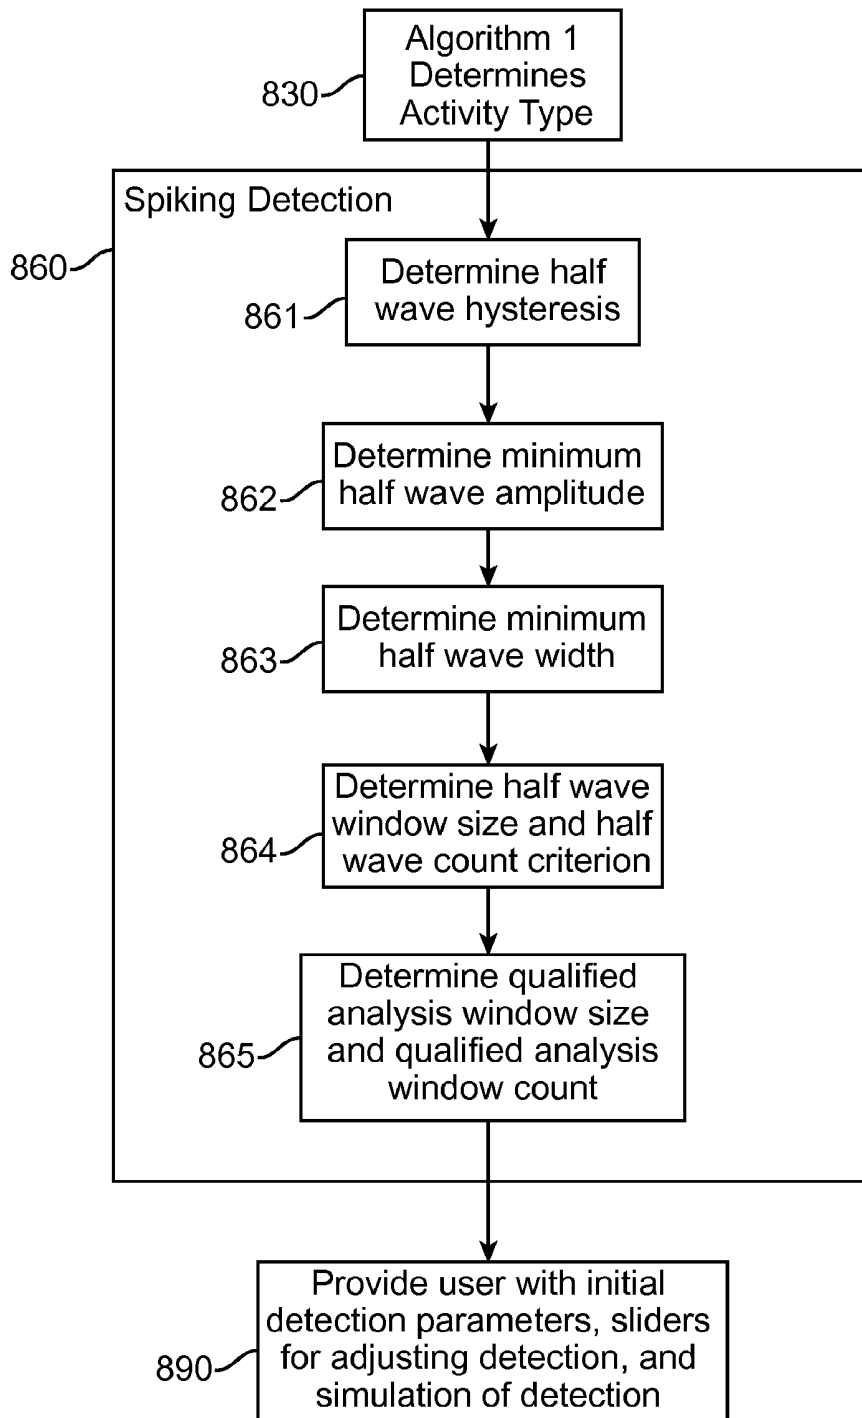 Algorithm 1
Determines
Activity Type
830
Spiking Detection
860
Determine half
wave hysteresis
861
Determine minimum
half wave amplitude
862
Determine minimum
half wave width
863
Determine half wave
window size and half
wave count criterion
864
Determine qualified
analysis window size
and qualified analysis
window count
865
Provide user with initial
detection parameters, sliders
for adjusting detection, and
simulation of detection
890